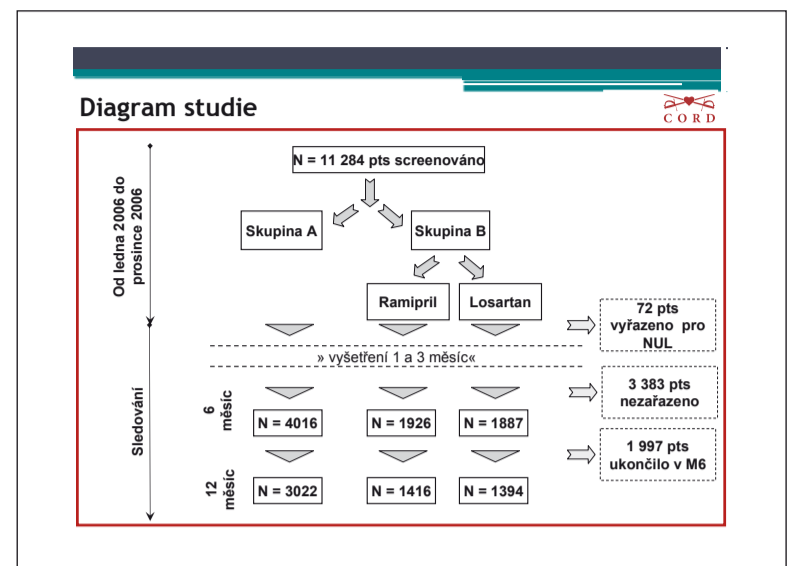 Diagram studie
CORD
Od ledna 2006 do
prosince 2006
N = 11 284 pts screenováno
Skupina A
Skupina B
Ramipril
Losartan
72 pts
vyřazeno pro
NUL
» vyšetření 1 a 3 měsíc«
Sledování
3 383 pts
nezařazeno
6
měsíc
N = 4016
N = 1926
N = 1887
1 997 pts
ukončilo v M6
12
měsíc
N = 3022
N = 1416
N = 1394